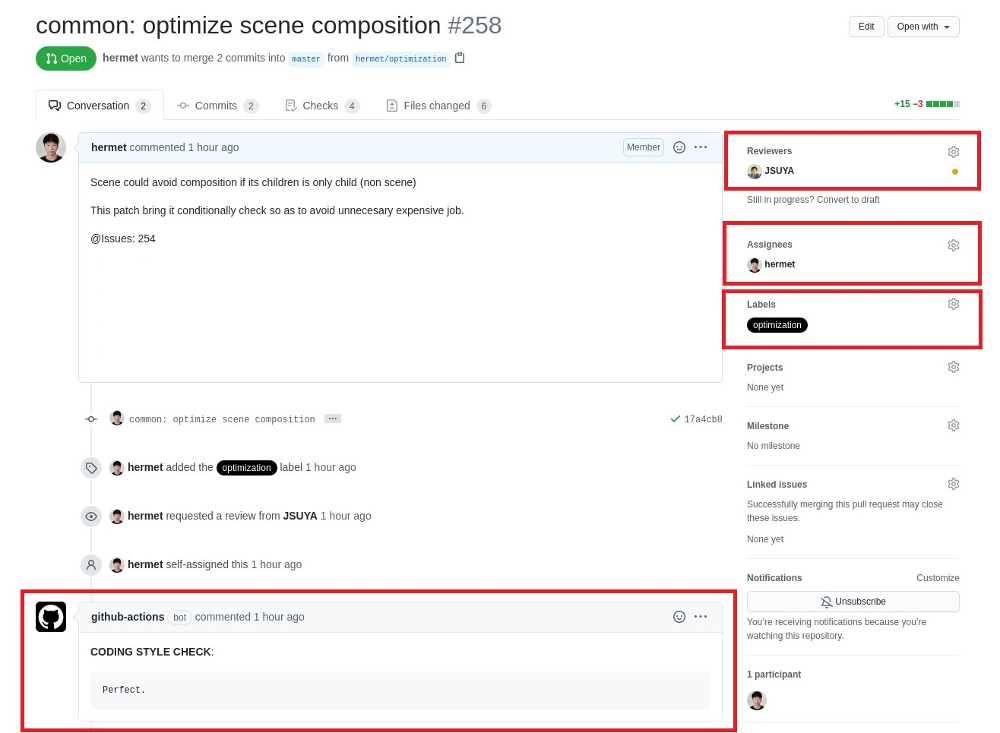 common: optimize scene composition #258
Edit
Open with
Open
hermet wants to merge 2 commits into master from hermet/optimization
Conversation 2
Commits 2
Checks 4
Files changed 6
+15 −3
hermet commented 1 hour ago
Member
Scene could avoid composition if its children is only child (non scene)
This patch bring it conditionally check so as to avoid unnecesary expensive job.
@Issues: 254
common: optimize scene composition ...
17a4cb8
hermet added the optimization label 1 hour ago
hermet requested a review from JSUYA 1 hour ago
hermet self-assigned this 1 hour ago
github-actions bot commented 1 hour ago
CODING STYLE CHECK:
Perfect.
Reviewers
JSUYA
Still in progress? Convert to draft
Assignees
hermet
Labels
optimization
Projects
None yet
Milestone
No milestone
Linked issues
Successfully merging this pull request may close
these issues.
None yet
Notifications
Customize
Unsubscribe
You're receiving notifications because you're
watching this repository.
1 participant